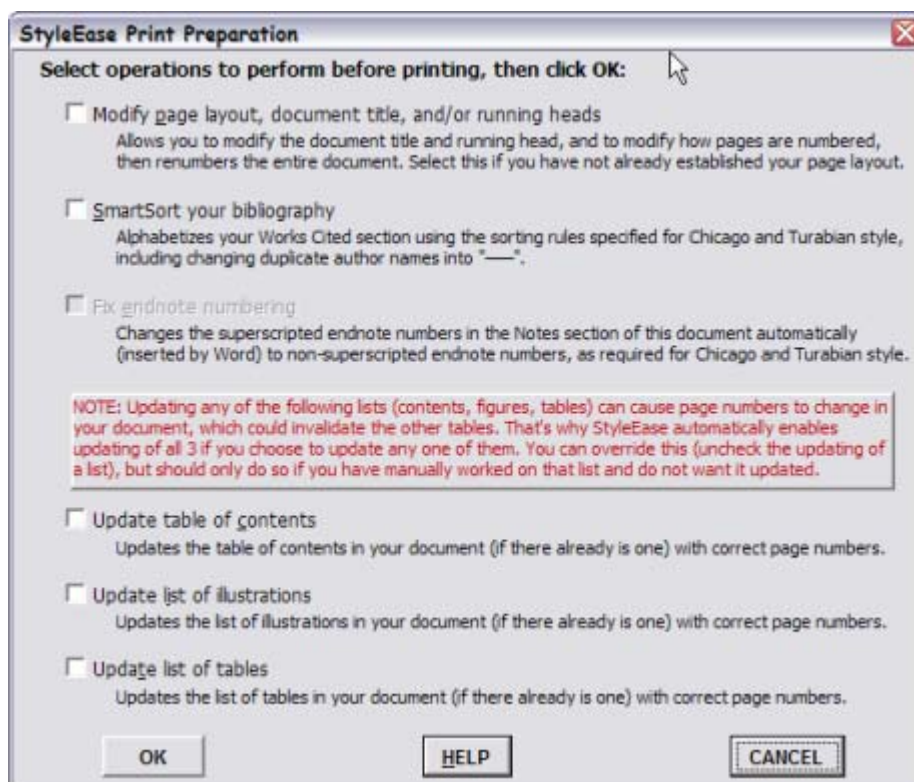 StyleEase Print Preparation
Select operations to perform before printing, then click OK:
Modify page layout, document title, and/or running heads
Allows you to modify the document title and running head, and to modify how pages are numbered,
then renumbers the entire document. Select this if you have not already established your page layout.
SmartSort your bibliography
Alphabetizes your Works Cited section using the sorting rules specified for Chicago and Turabian style,
including changing duplicate author names into "——".
Fix endnote numbering
Changes the superscripted endnote numbers in the Notes section of this document automatically
(inserted by Word) to non-superscripted endnote numbers, as required for Chicago and Turabian style.
NOTE: Updating any of the following lists (contents, figures, tables) can cause page numbers to change in
your document, which could invalidate the other tables. That's why StyleEase automatically enables
updating of all 3 if you choose to update any one of them. You can override this (uncheck the updating of
a list), but should only do so if you have manually worked on that list and do not want it updated.
Update table of contents
Updates the table of contents in your document (if there already is one) with correct page numbers.
Update list of illustrations
Updates the list of illustrations in your document (if there already is one) with correct page numbers.
Update list of tables
Updates the list of tables in your document (if there already is one) with correct page numbers.
OK HELP CANCEL